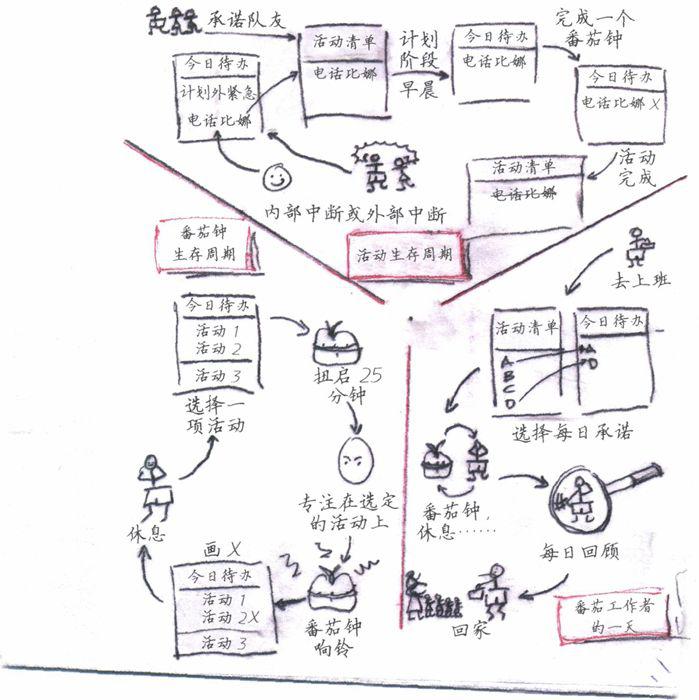 承诺队友
活动清单
电话比娜
计划
阶段
早晨
今日待办
电话比娜
完成一个
番茄钟
今日待办
电话比娜 X
活动
完成
活动清单
电话比娜
今日待办
计划外紧急
电话比娜
内部中断或外部中断
活动生存周期
番茄钟
生存周期
今日待办
活动 1
活动 2
活动 3
选择一
项活动
扭启 25
分钟
专注在选定
的活动上
番茄钟
响铃
画 X
今日待办
活动 1
活动 2X
活动 3
休息
去上班
活动清单
A
B
C
D
今日待办
A
D
选择每日承诺
番茄钟，
休息……
每日回顾
回家
番茄工作者
的一天